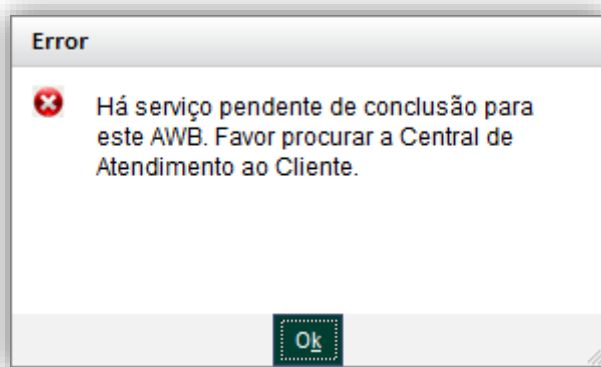 Error
Há serviço pendente de conclusão para
este AWB. Favor procurar a Central de
Atendimento ao Cliente.
Ok